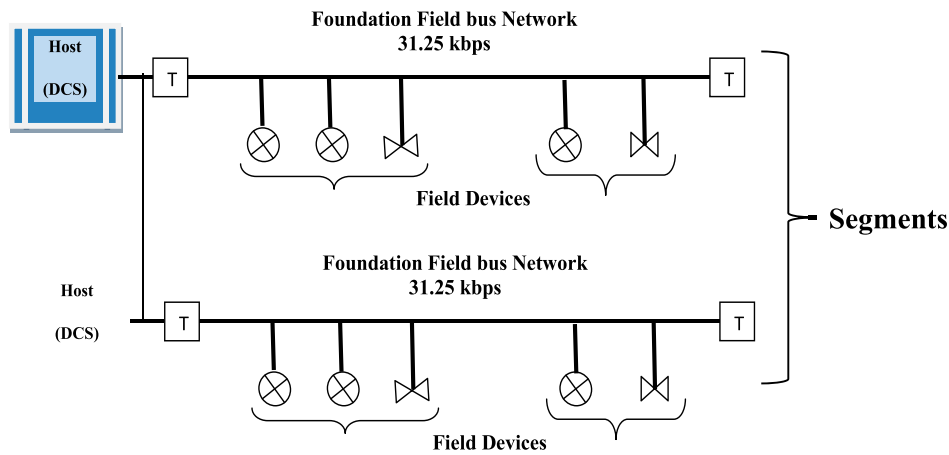 Foundation Field bus Network
31.25 kbps
Host
(DCS)
T
T
Field Devices
Segments
Foundation Field bus Network
31.25 kbps
Host
(DCS)
T
T
Field Devices